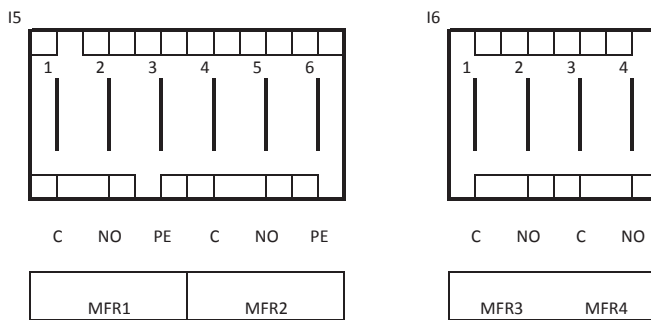 I5 I6
1 2 3 4 5 6 1 2 3 4
C NO PE C NO PE C NO C NO
MFR1 MFR2 MFR3 MFR4